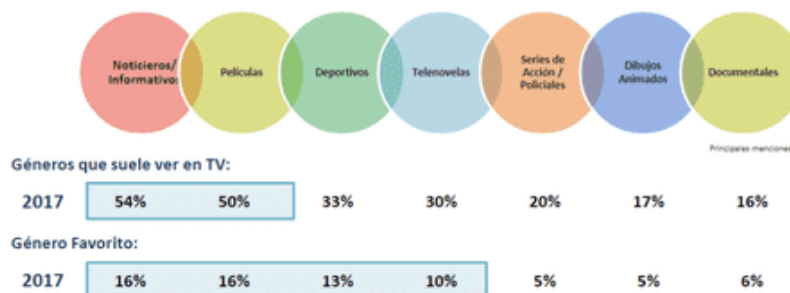 Noticieros/
Informativos
Películas
Deportivos
Telenovelas
Series de
Acción /
Policiales
Dibujos
Animados
Documentales
Principales menciones
Géneros que suele ver en TV:
2017 54% 50% 33% 30% 20% 17% 16%
Género Favorito:
2017 16% 16% 13% 10% 5% 5% 6%